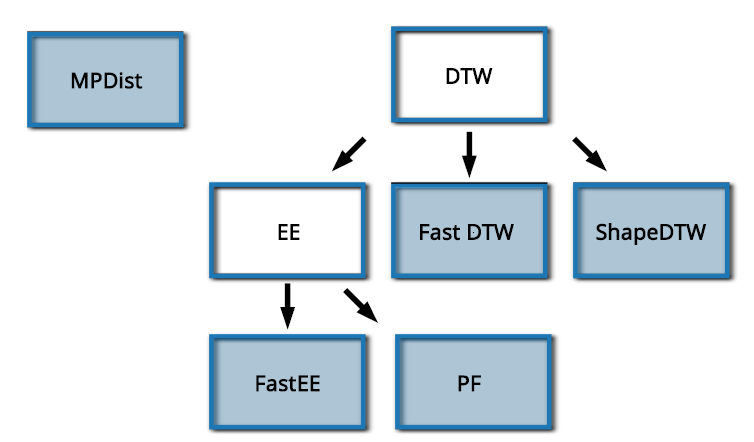 MPDist
DTW
EE
Fast DTW
ShapeDTW
FastEE
PF